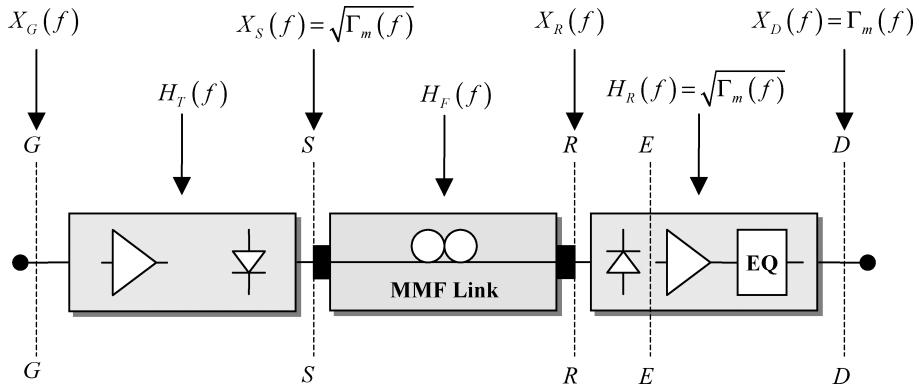 X_G(f) X_S(f)=√Γ_m(f) X_R(f) X_D(f)=Γ_m(f)
H_T(f) H_F(f) H_R(f)=√Γ_m(f)
G S R E D
EQ
MMF Link
G S R E D